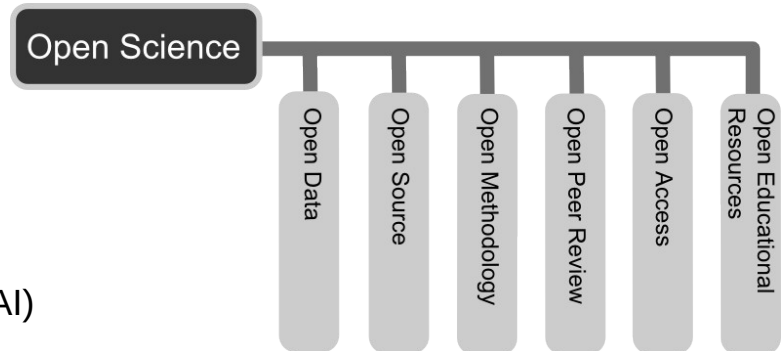 Open Science
Open Data
Open Source
Open Methodology
Open Peer Review
Open Access
Open Educational
Resources
AI)